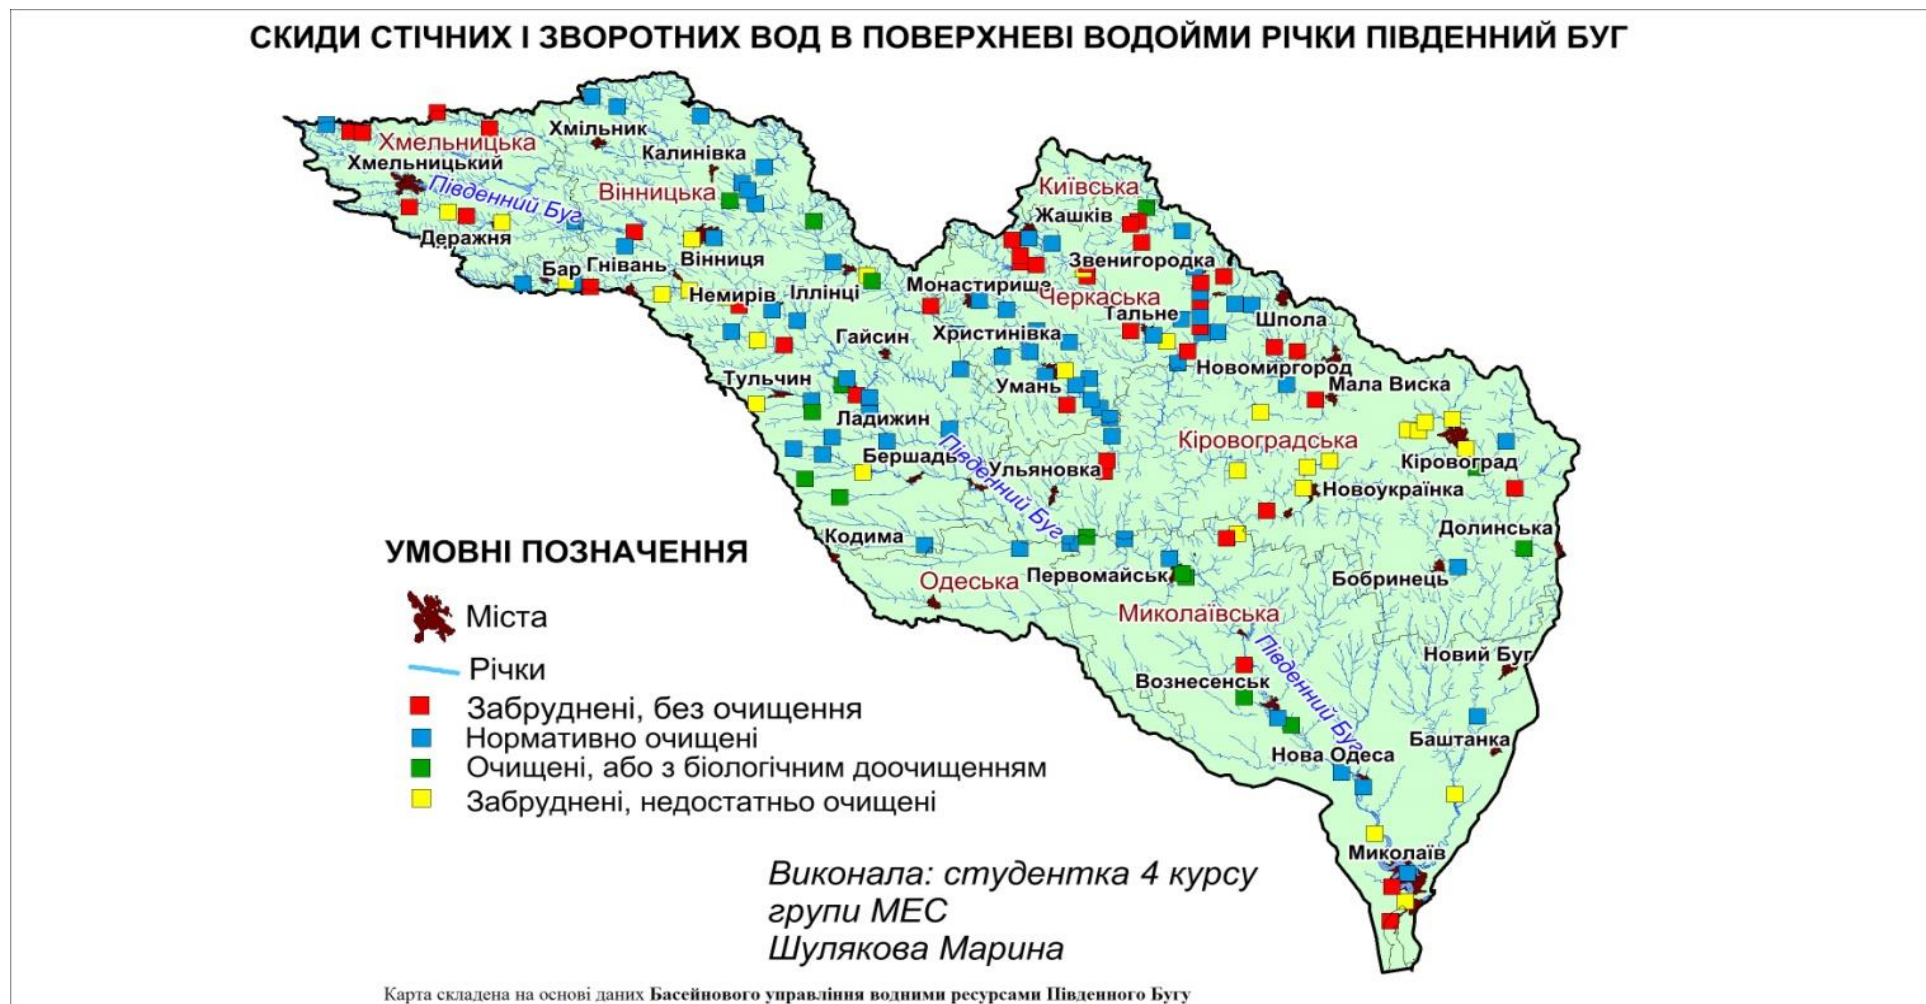 СКИДИ СТІЧНИХ І ЗВОРОТНИХ ВОД В ПОВЕРХНЕВІ ВОДОЙМИ РІЧКИ ПІВДЕННИЙ БУГ
Хмільник
Хмельницька
Калинівка
Хмельницький
Південний Буг
Вінницька
Київська
Жашків
Деражня
Бар
Гнівань
Вінниця
Звенигородка
Немирів
Іллінці
Монастирище
Черкаська
Тальне
Шпола
Христинівка
Гайсин
Новомиргород
Умань
Мала Виска
Тульчин
Ладижин
Кіровоградська
Південний Буг
Бершадь
Ульяновка
Кіровоград
Новоукраїнка
Долинська
Кодима
Одеська
Первомайськ
Бобринець
Миколаївська
Південний Буг
Новий Буг
Вознесенськ
Баштанка
Нова Одеса
Миколаїв
УМОВНІ ПОЗНАЧЕННЯ
Міста
Річки
Забруднені, без очищення
Нормативно очищені
Очищені, або з біологічним доочищенням
Забруднені, недостатньо очищені
Виконала: студентка 4 курсу
групи МЕС
Шулякова Марина
Карта складена на основі даних Басейнового управління водними ресурсами Південного Бугу